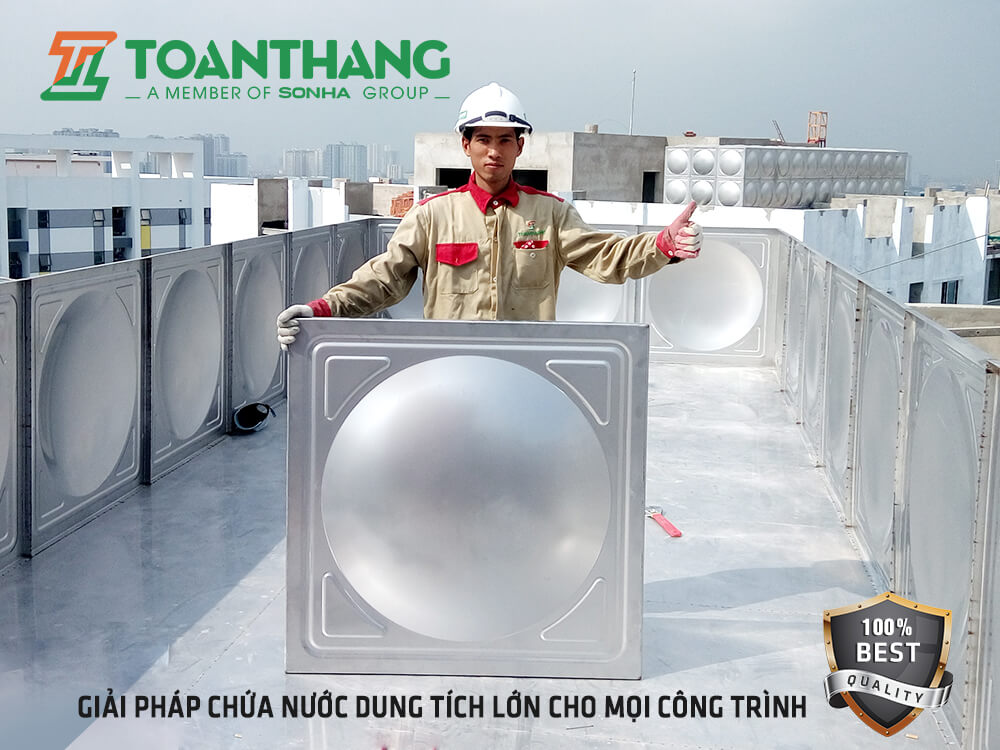 TOANTHANG
A MEMBER OF SONHA GROUP
TOANTHANG
100%
BEST
QUALITY
GIẢI PHÁP CHỨA NƯỚC DUNG TÍCH LỚN CHO MỌI CÔNG TRÌNH